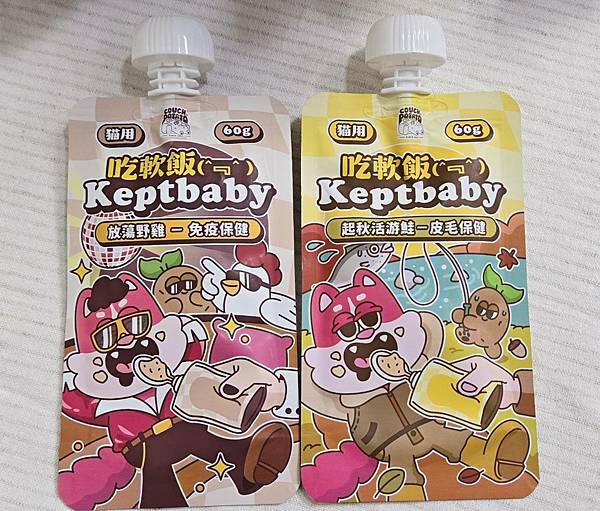 COUCH
POTATO
猫用
60g
吃軟飯(ˆ¬ˆ)
Keptbaby
放蕩野雞－免疫保健
COUCH
POTATO
猫用
60g
吃軟飯(ˆ¬ˆ)
Keptbaby
起秋活游鮭－皮毛保健